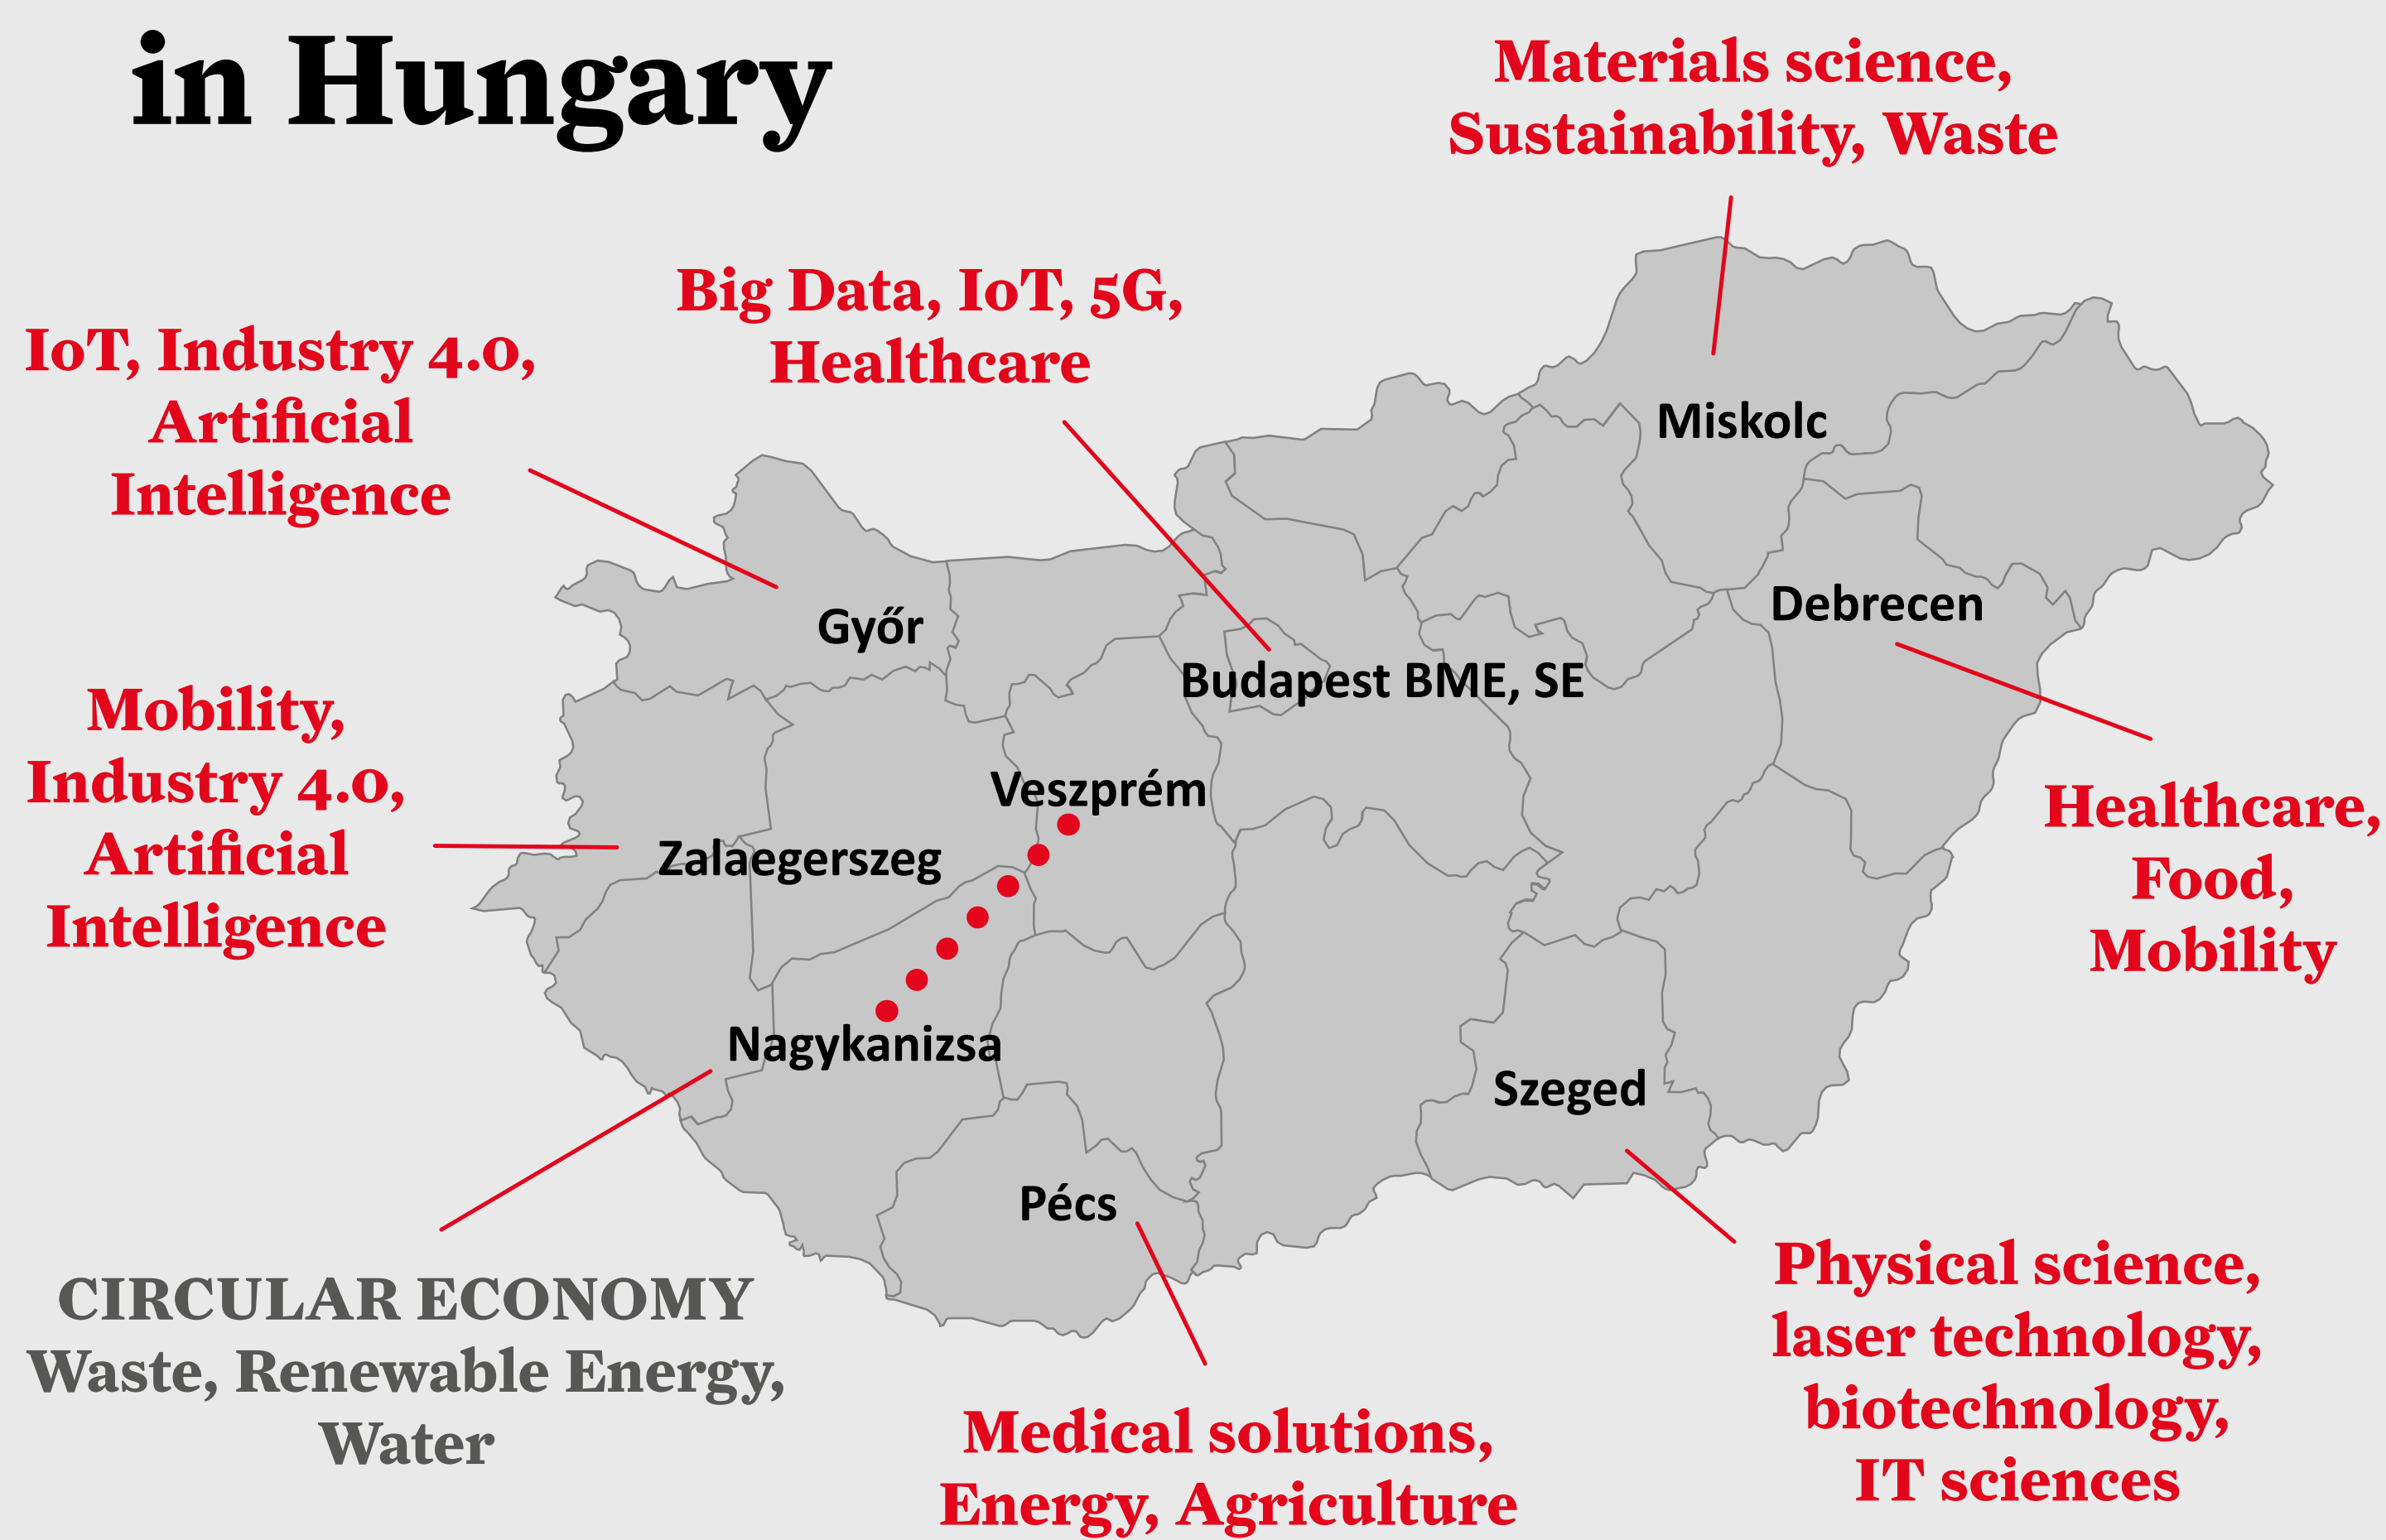 in Hungary
Materials science,
Sustainability, Waste
Big Data, IoT, 5G,
Healthcare
IoT, Industry 4.0,
Artificial
Intelligence
Miskolc
Debrecen
Győr
Budapest BME, SE
Mobility,
Industry 4.0,
Artificial
Intelligence
Veszprém
Zalaegerszeg
Healthcare,
Food,
Mobility
Nagykanizsa
Szeged
Pécs
CIRCULAR ECONOMY
Waste, Renewable Energy,
Water
Physical science,
laser technology,
biotechnology,
IT sciences
Medical solutions,
Energy, Agriculture